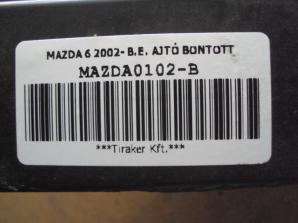 MAZDA 6 2002- B.E. AJTÓ BONTOTT
MAZDA0102-B
***Tiraker Kft.***